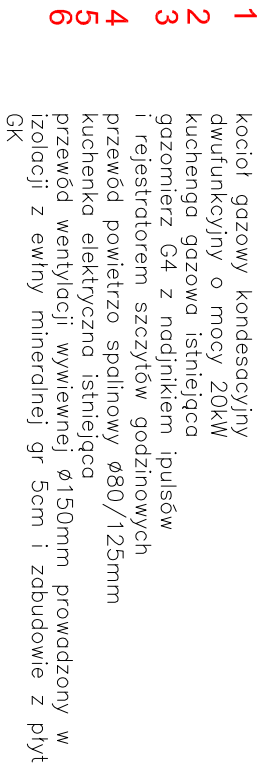 1 kocioł gazowy kondesacyjny
dwufunkcyjny o mocy 20kW
2 kuchenga gazowa istniejąca
3 gazomierz G4 z nadjnikiem ipulsów
i rejestratorem szczytów godzinowych
4 przewód powietrzo spalinowy Ø80/125mm
5 kuchenka elektryczna istniejąca
6 przewód wentylacji wywiewnej Ø150mm prowadzony w
izolacji z ewłny mineralnej gr 5cm i zabudowie z płyt
GK